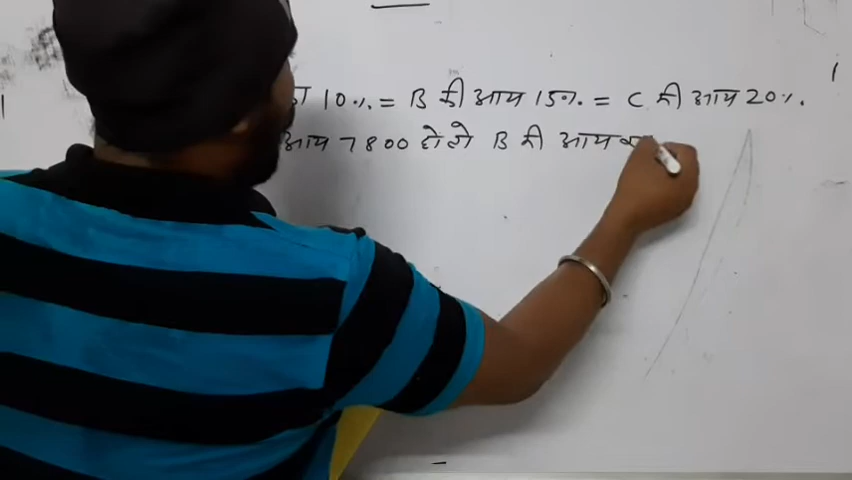 10%. = B की आय 15%. = C की आय 20%.
आय 7800 हो तो B की आय